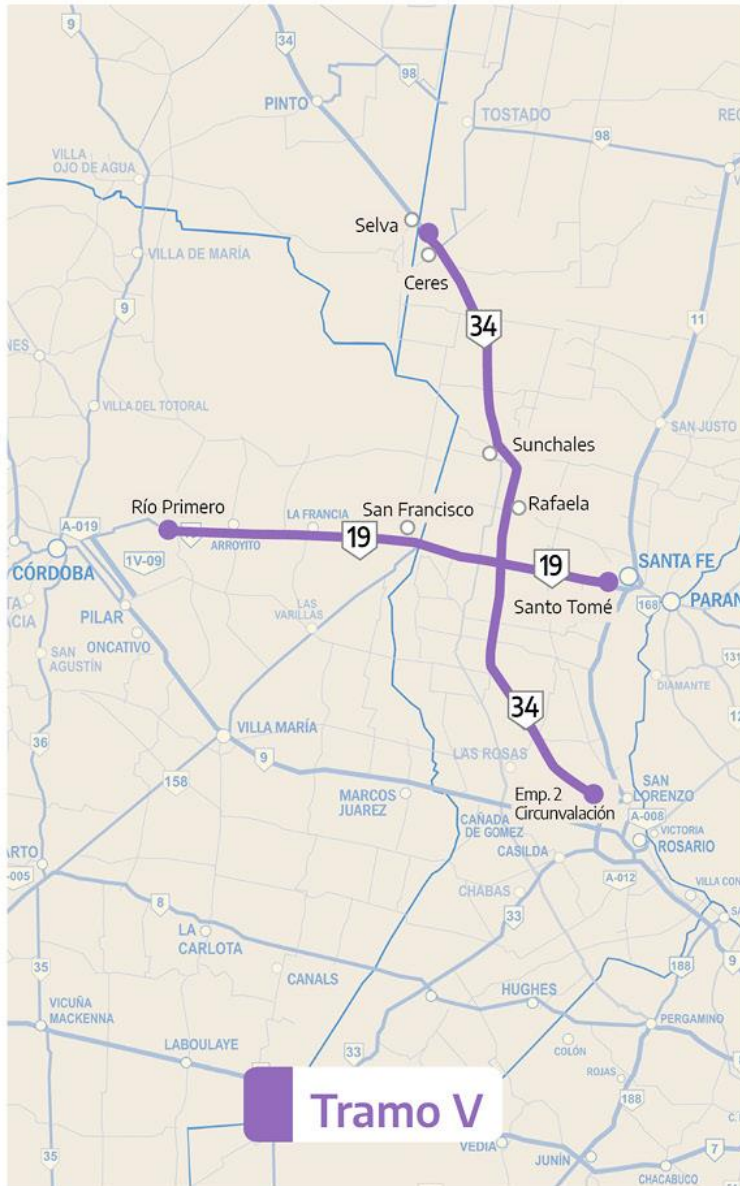 9
34
98
PINTO
TOSTADO
REC
98
VILLA
OJO DE AGUA
Selva
Ceres
VILLA DE MARÍA
34
9
11
NES
VILLA DEL TOTORAL
SAN JUSTO
Sunchales
Río Primero
LA FRANCIA
San Francisco
Rafaela
A-019
ARROYITO
19
19
SANTA FE
1V-09
CÓRDOBA
Santo Tomé
PARAN
TA
ACIA
PILAR
LAS
VARILLAS
168
ONCATIVO
SAN
AGUSTÍN
131
DIAMANTE
34
12
36
VILLA MARÍA
9
LAS ROSAS
158
MARCOS
JUAREZ
Emp. 2
Circunvalación
SAN
LORENZO
CAÑADA
DE GOMEZ
A-008
VICTORIA
ROSARIO
ARTO
CASILDA
-005
A-012
CHABAS
VILLA CON
8
33
LA
CARLOTA
35
CANALS
188
9
VICUÑA
MACKENNA
HUGHES
PERGAMINO
LABOULAYE
33
COLÓN
ROJAS
188
Tramo V
VEDIA
7
35
JUNÍN
CHACABUCO